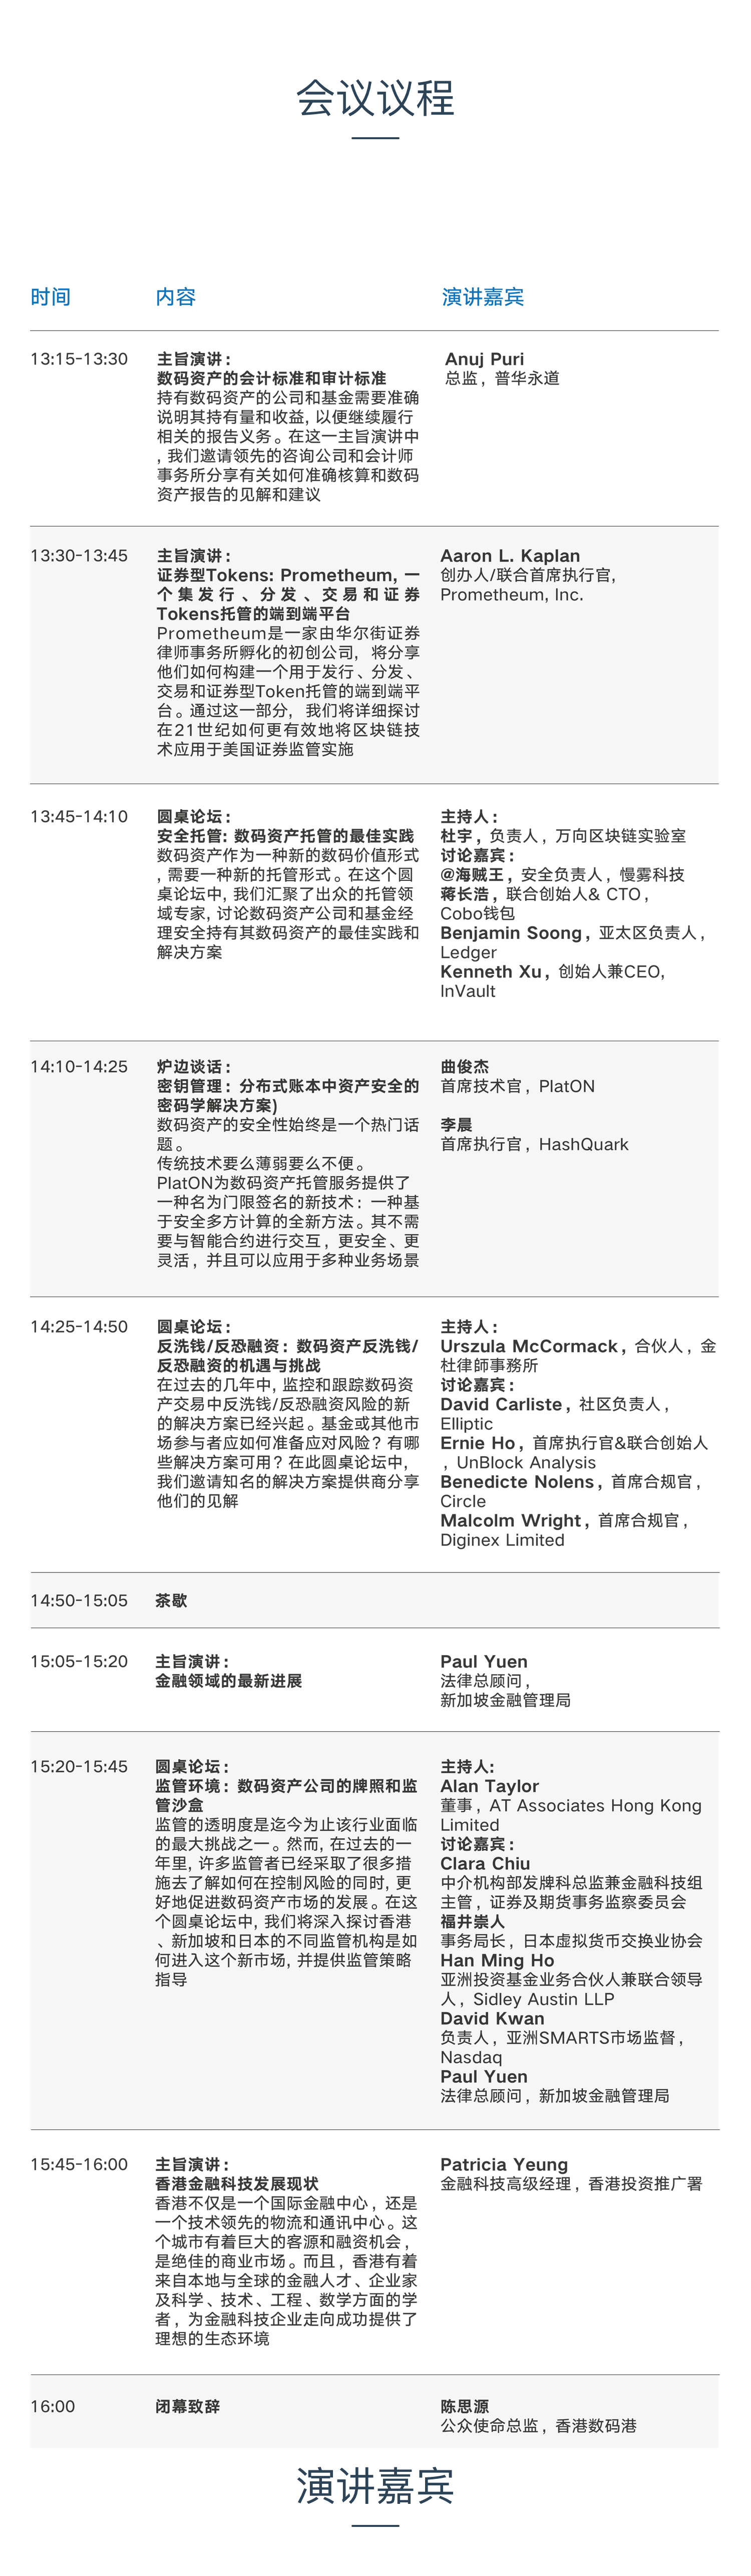 会议议程
时间 内容 演讲嘉宾
13:15-13:30
主旨演讲：
数码资产的会计标准和审计标准
持有数码资产的公司和基金需要准确
说明其持有量和收益, 以便继续履行
相关的报告义务。在这一主旨演讲中
, 我们邀请领先的咨询公司和会计师
事务所分享有关如何准确核算和数码
资产报告的见解和建议
Anuj Puri
总监，普华永道
13:30-13:45
主旨演讲：
证券型Tokens: Prometheum, 一
个集发行、分发、交易和证券
Tokens托管的端到端平台
Prometheum是一家由华尔街证券
律师事务所孵化的初创公司，将分享
他们如何构建一个用于发行、分发、
交易和证券型Token托管的端到端平
台。通过这一部分，我们将详细探讨
在21世纪如何更有效地将区块链技
术应用于美国证券监管实施
Aaron L. Kaplan
创办人/联合首席执行官,
Prometheum, Inc.
13:45-14:10
圆桌论坛：
安全托管: 数码资产托管的最佳实践
数码资产作为一种新的数码价值形式
, 需要一种新的托管形式。在这个圆
桌论坛中, 我们汇聚了出众的托管领
域专家, 讨论数码资产公司和基金经
理安全持有其数码资产的最佳实践和
解决方案
主持人：
杜宇，负责人，万向区块链实验室
讨论嘉宾：
@海贼王，安全负责人，慢雾科技
蒋长浩，联合创始人& CTO，
Cobo钱包
Benjamin Soong，亚太区负责人，
Ledger
Kenneth Xu，创始人兼CEO,
InVault
14:10-14:25
炉边谈话：
密钥管理：分布式账本中资产安全的
密码学解决方案)
数码资产的安全性始终是一个热门话
题。
传统技术要么薄弱要么不便。
PlatON为数码资产托管服务提供了
一种名为门限签名的新技术：一种基
于安全多方计算的全新方法。其不需
要与智能合约进行交互，更安全、更
灵活，并且可以应用于多种业务场景
曲俊杰
首席技术官，PlatON
李晨
首席执行官，HashQuark
14:25-14:50
圆桌论坛：
反洗钱/反恐融资：数码资产反洗钱/
反恐融资的机遇与挑战
在过去的几年中, 监控和跟踪数码资
产交易中反洗钱/反恐融资风险的新
的解决方案已经兴起。基金或其他市
场参与者应如何准备应对风险？有哪
些解决方案可用？在此圆桌论坛中,
我们邀请知名的解决方案提供商分享
他们的见解
主持人：
Urszula McCormack，合伙人，金
杜律師事務所
讨论嘉宾：
David Carliste，社区负责人，
Elliptic
Ernie Ho，首席执行官&联合创始人
，UnBlock Analysis
Benedicte Nolens，首席合规官，
Circle
Malcolm Wright，首席合规官，
Diginex Limited
14:50-15:05 茶歇
15:05-15:20
主旨演讲：
金融领域的最新进展
Paul Yuen
法律总顾问，
新加坡金融管理局
15:20-15:45
圆桌论坛：
监管环境：数码资产公司的牌照和监
管沙盒
监管的透明度是迄今为止该行业面临
的最大挑战之一。然而, 在过去的一
年里, 许多监管者已经采取了很多措
施去了解如何在控制风险的同时, 更
好地促进数码资产市场的发展。在这
个圆桌论坛中, 我们将深入探讨香港
、新加坡和日本的不同监管机构是如
何进入这个新市场, 并提供监管策略
指导
主持人:
Alan Taylor
董事，AT Associates Hong Kong
Limited
讨论嘉宾：
Clara Chiu
中介机构部发牌科总监兼金融科技组
主管，证券及期货事务监察委员会
福井崇人
事务局长，日本虚拟货币交换业协会
Han Ming Ho
亚洲投资基金业务合伙人兼联合领导
人，Sidley Austin LLP
David Kwan
负责人，亚洲SMARTS市场监督，
Nasdaq
Paul Yuen
法律总顾问，新加坡金融管理局
15:45-16:00
主旨演讲：
香港金融科技发展现状
香港不仅是一个国际金融中心，还是
一个技术领先的物流和通讯中心。这
个城市有着巨大的客源和融资机会，
是绝佳的商业市场。而且，香港有着
来自本地与全球的金融人才、企业家
及科学、技术、工程、数学方面的学
者，为金融科技企业走向成功提供了
理想的生态环境
Patricia Yeung
金融科技高级经理，香港投资推广署
16:00
闭幕致辞
陈思源
公众使命总监，香港数码港
演讲嘉宾